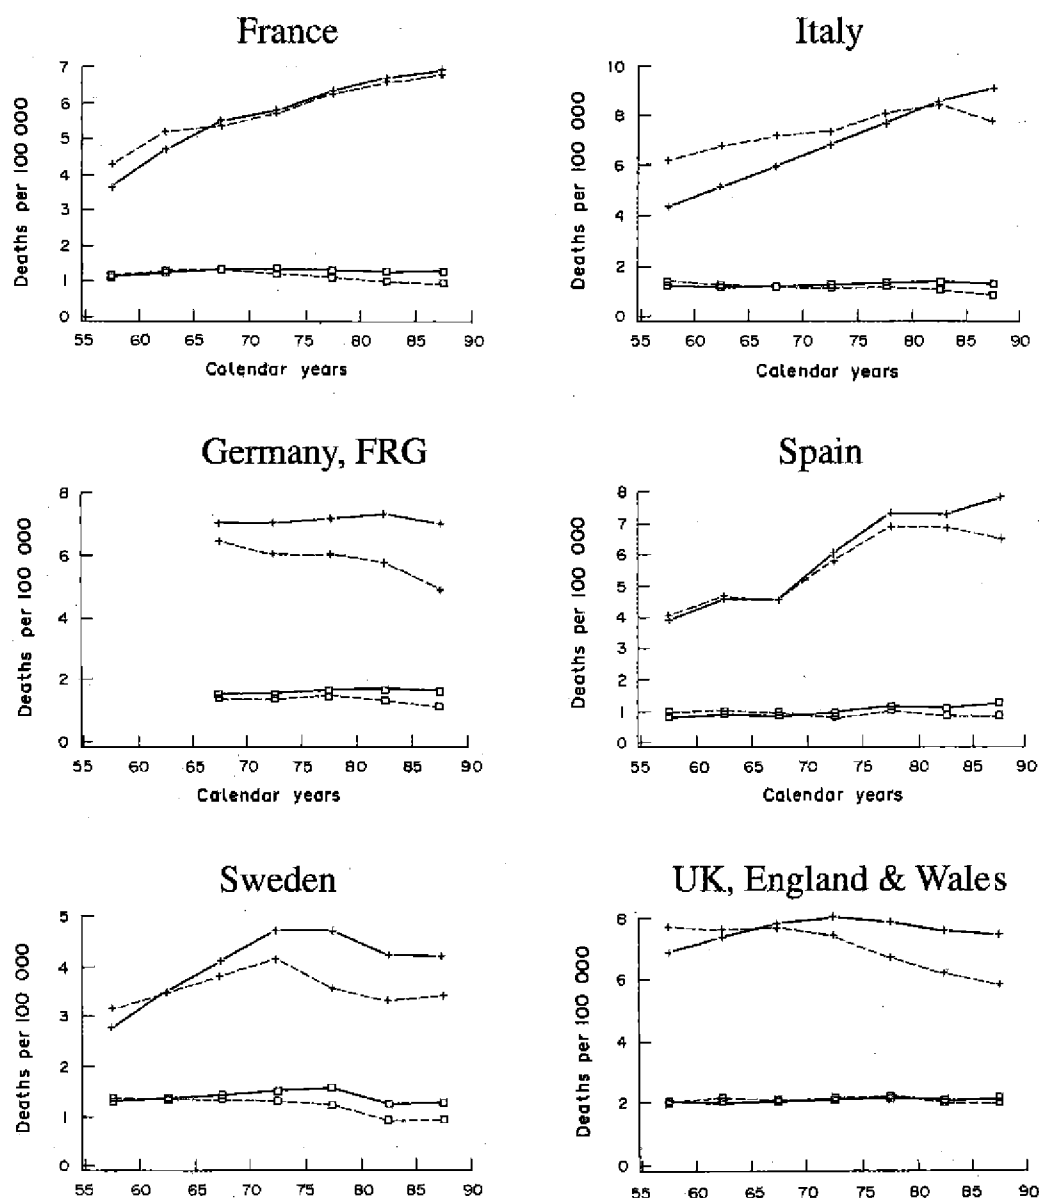 France
Deaths per 100 000
7
6
5
4
3
2
1
0
55 60 65 70 75 80 85 90
Calendar years
Italy
Deaths per 100 000
10
8
6
4
2
0
55 60 65 70 75 80 85 90
Calendar years
Germany, FRG
Deaths per 100 000
8
6
4
2
0
55 60 65 70 75 80 85 90
Calendar years
Spain
Deaths per 100 000
8
7
6
5
4
3
2
1
0
55 60 65 70 75 80 85 90
Calendar years
Sweden
Deaths per 100 000
5
4
3
2
1
0
55 60 65 70 75 80 85 90
UK, England & Wales
Deaths per 100 000
8
6
4
2
0
55 60 65 70 75 80 85 90